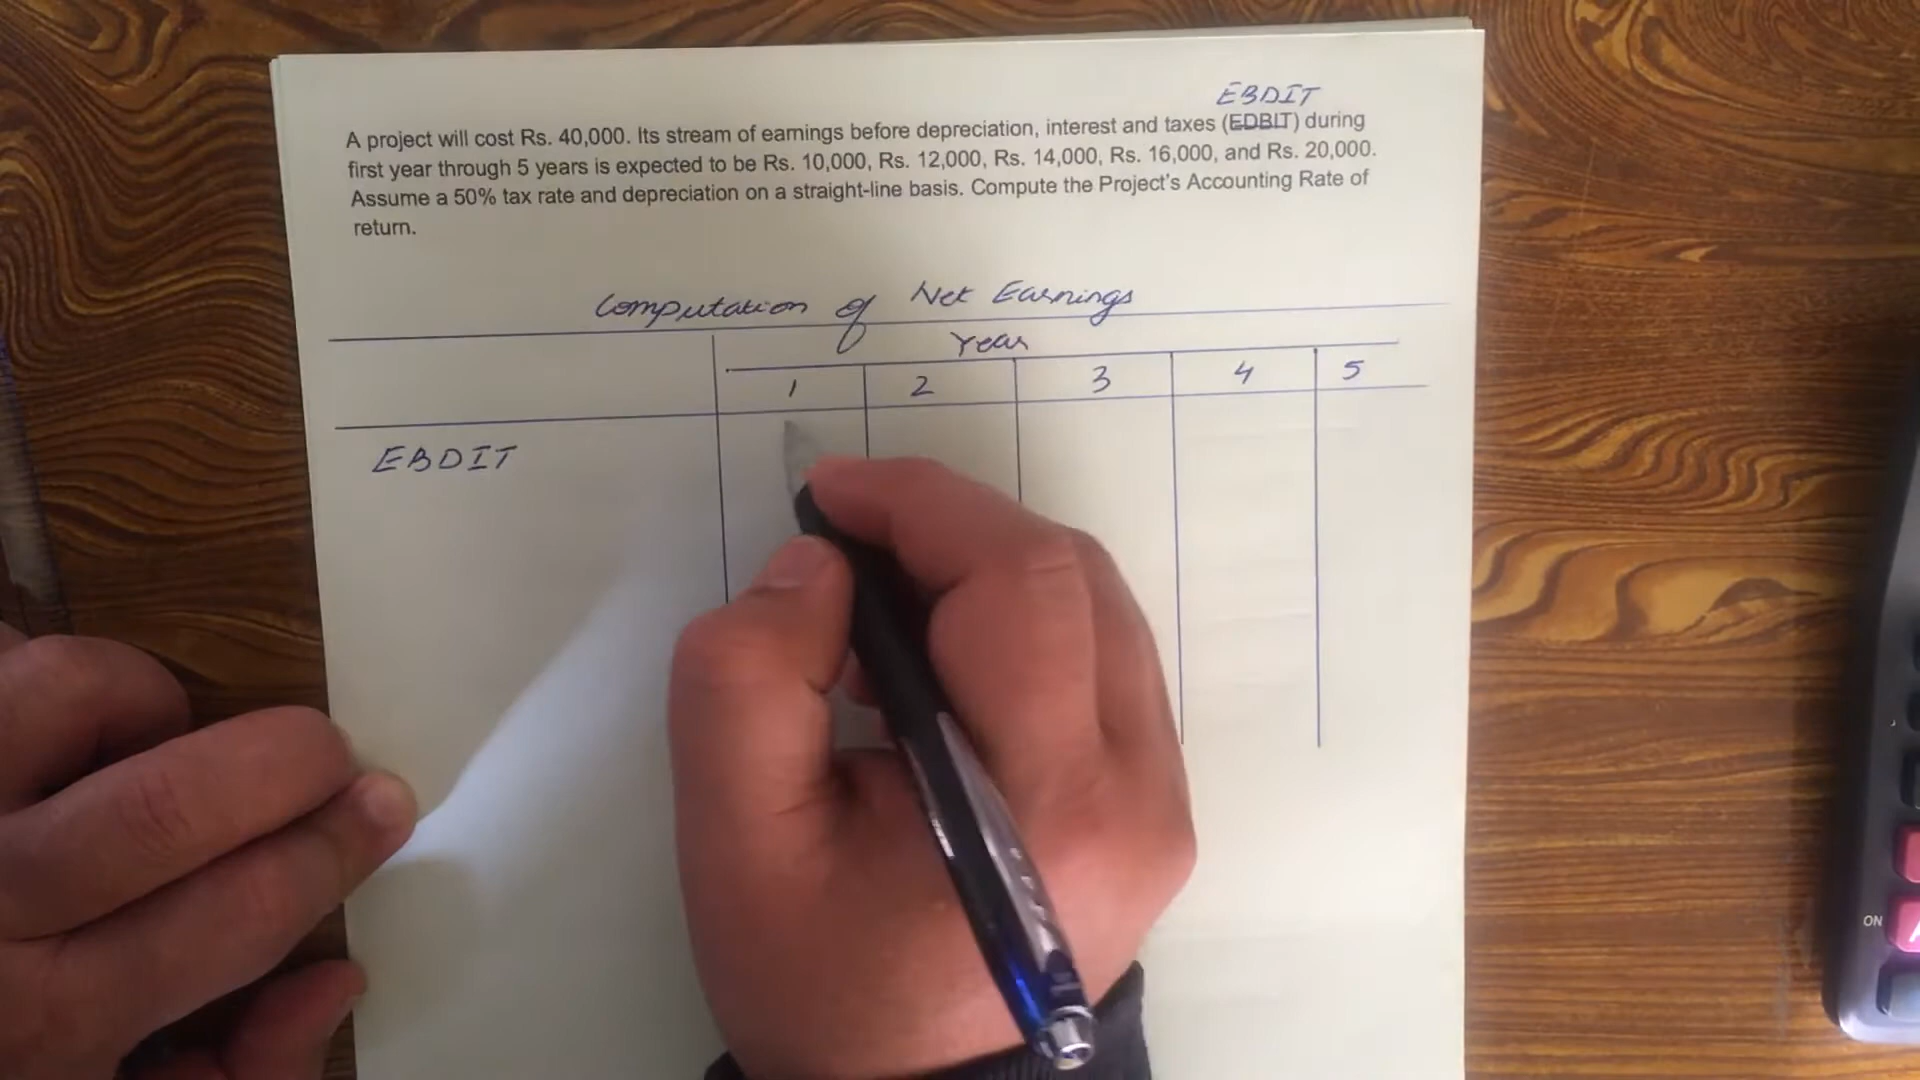 EBDIT
A project will cost Rs. 40,000. Its stream of earnings before depreciation, interest and taxes (EDBIT) during
first year through 5 years is expected to be Rs. 10,000, Rs. 12,000, Rs. 14,000, Rs. 16,000, and Rs. 20,000.
Assume a 50% tax rate and depreciation on a straight-line basis. Compute the Project's Accounting Rate of
return.
Computation of Net Earnings
Year
1 2 3 4 5
EBDIT
ON